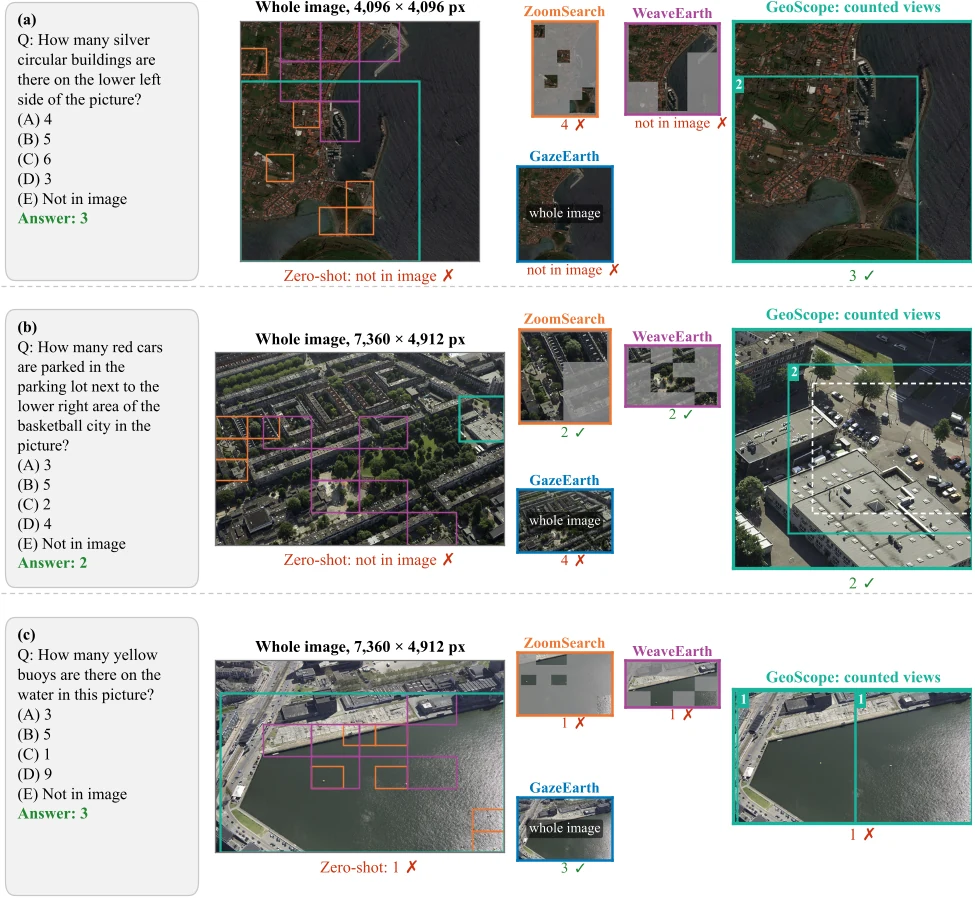 (a)
Q: How many silver
circular buildings are
there on the lower left
side of the picture?
(A) 4
(B) 5
(C) 6
(D) 3
(E) Not in image
Answer: 3
Whole image, 4,096 × 4,096 px
Zero-shot: not in image ✗
ZoomSearch
4 ✗
WeaveEarth
not in image ✗
GazeEarth
whole image
not in image ✗
GeoScope: counted views
2
3 ✓
(b)
Q: How many red cars
are parked in the
parking lot next to the
lower right area of the
basketball city in the
picture?
(A) 3
(B) 5
(C) 2
(D) 4
(E) Not in image
Answer: 2
Whole image, 7,360 × 4,912 px
Zero-shot: not in image ✗
ZoomSearch
2 ✓
WeaveEarth
2 ✓
GazeEarth
whole image
4 ✗
GeoScope: counted views
2
2 ✓
(c)
Q: How many yellow
buoys are there on the
water in this picture?
(A) 3
(B) 5
(C) 1
(D) 9
(E) Not in image
Answer: 3
Whole image, 7,360 × 4,912 px
Zero-shot: 1 ✗
ZoomSearch
1 ✗
WeaveEarth
1 ✗
GazeEarth
whole image
3 ✓
GeoScope: counted views
1 1
1 ✗